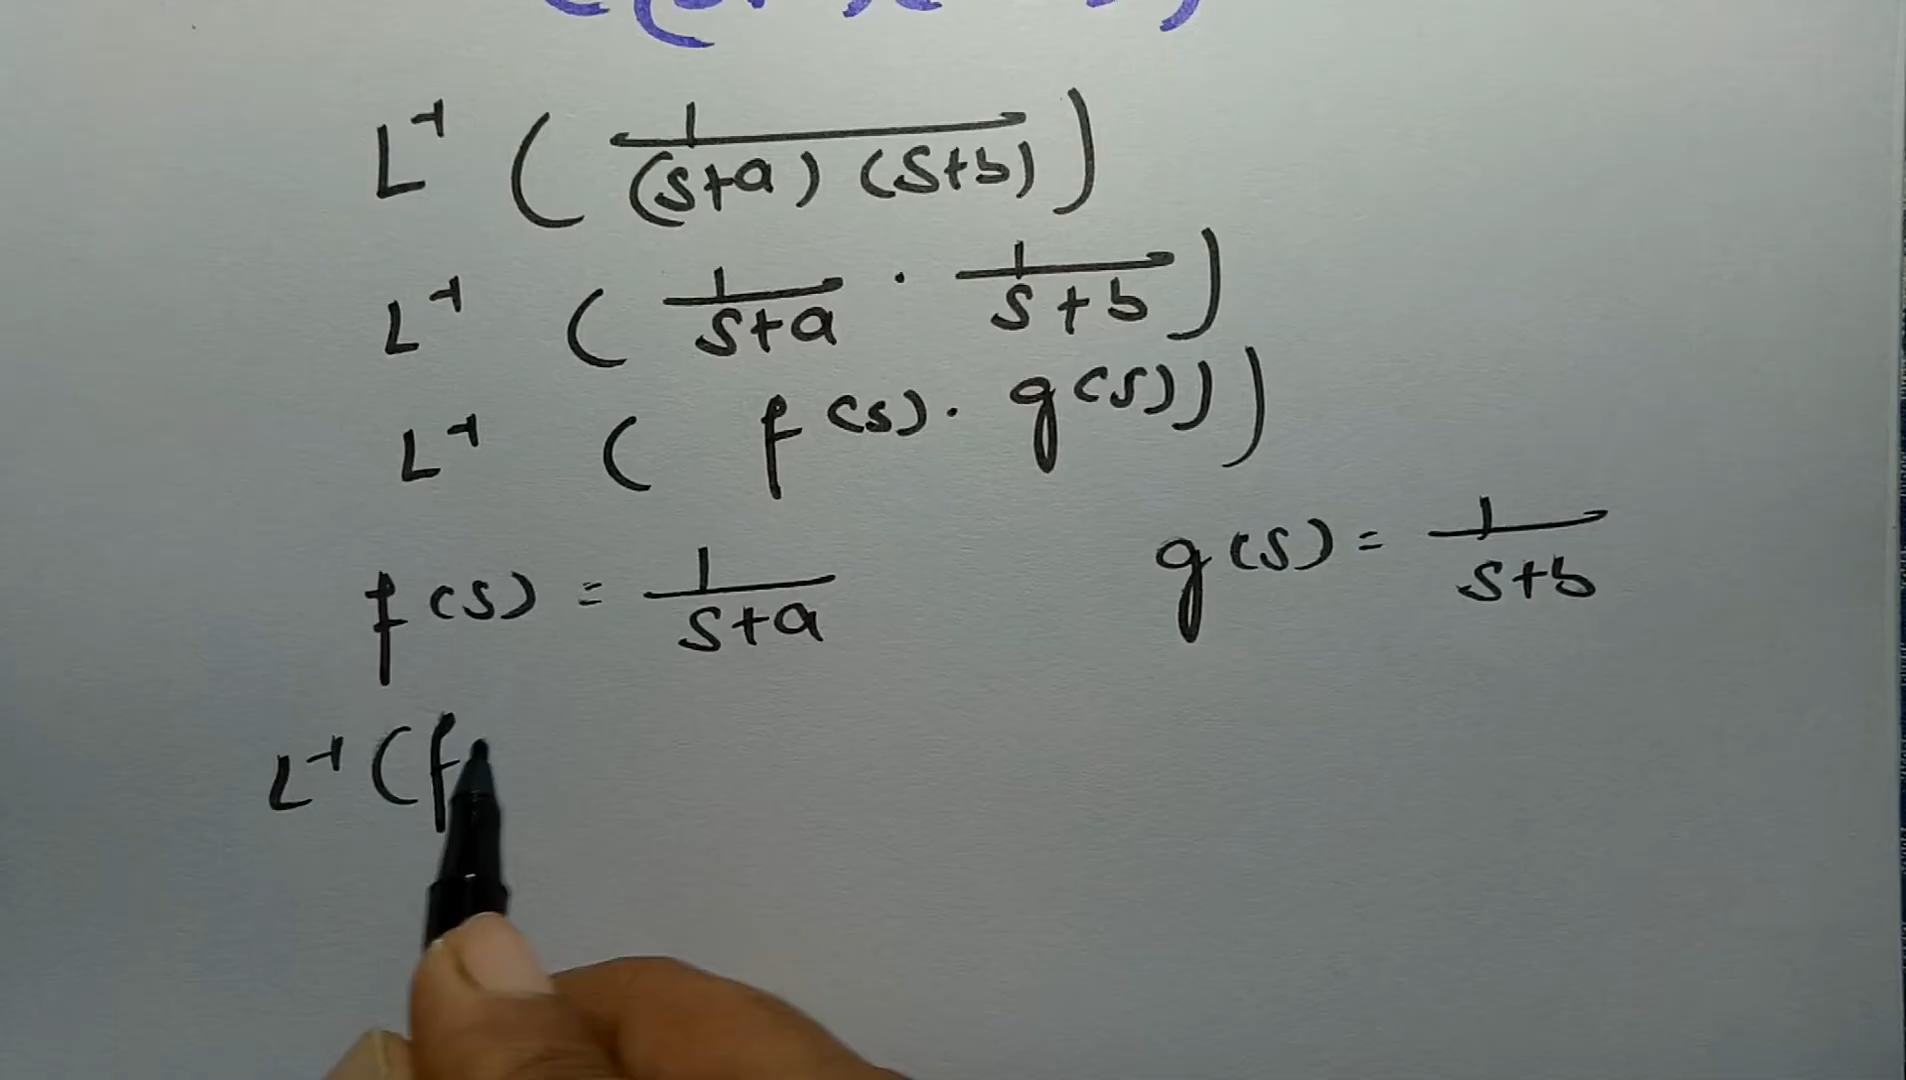 L⁻¹ ( 1/((s+a) (s+b)) )
L⁻¹ ( 1/(s+a) · 1/(s+b) )
L⁻¹ ( f(s) · g(s)) )
f(s) = 1/(s+a) g(s) = 1/(s+b)
L⁻¹ (f